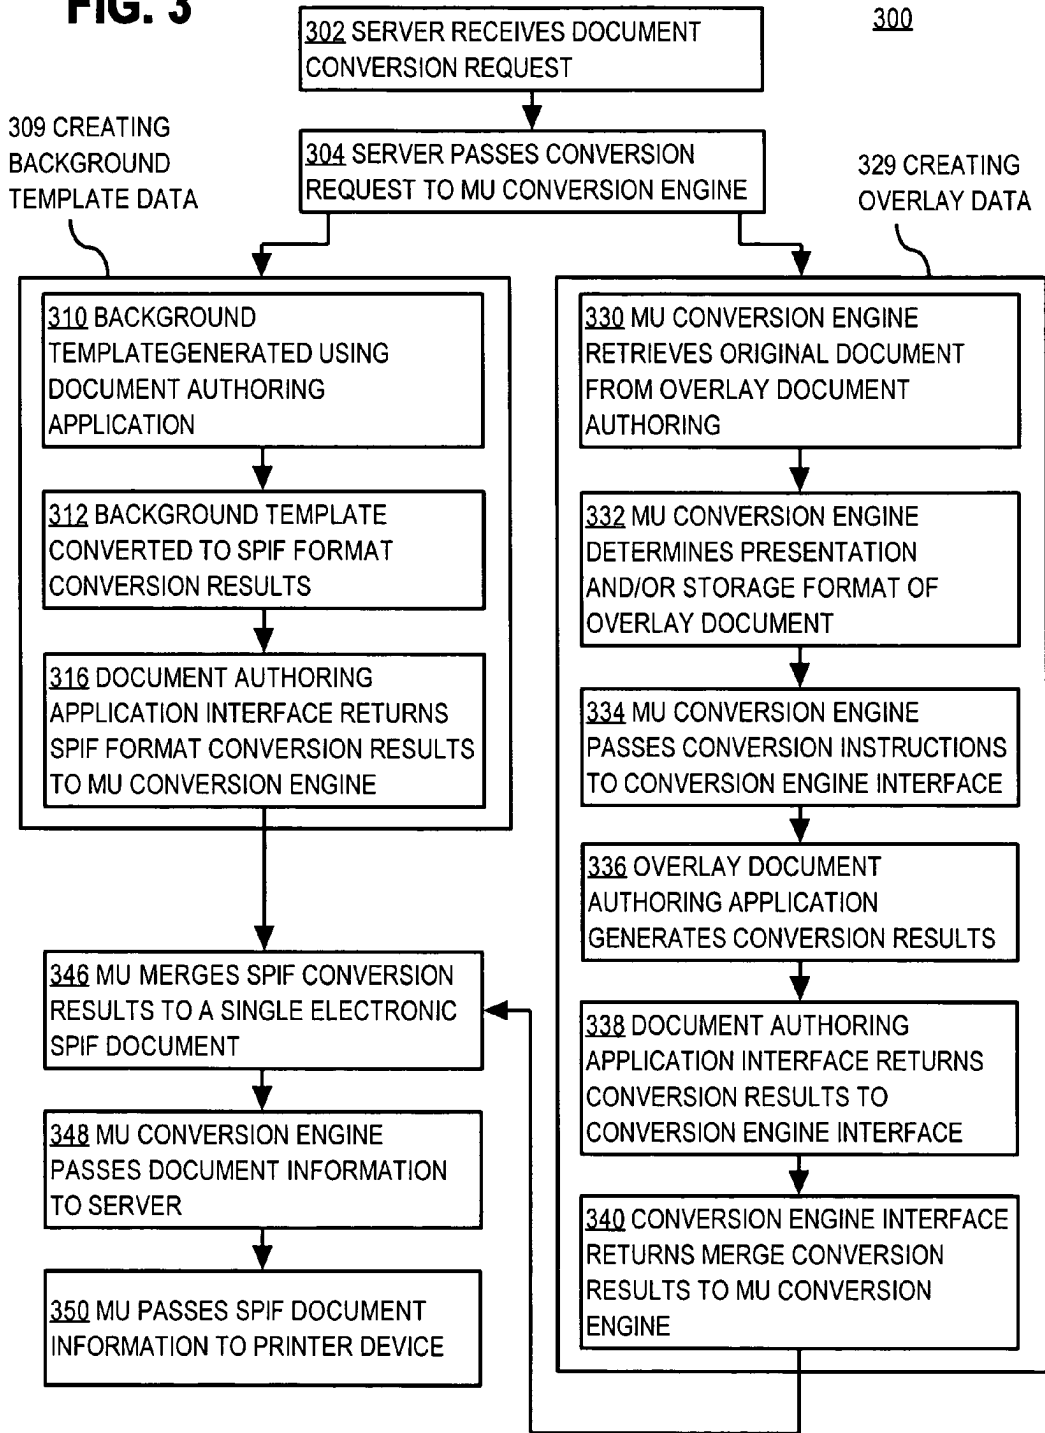 FIG. 3
300
302 SERVER RECEIVES DOCUMENT
CONVERSION REQUEST
304 SERVER PASSES CONVERSION
REQUEST TO MU CONVERSION ENGINE
309 CREATING
BACKGROUND
TEMPLATE DATA
329 CREATING
OVERLAY DATA
310 BACKGROUND
TEMPLATEGENERATED USING
DOCUMENT AUTHORING
APPLICATION
312 BACKGROUND TEMPLATE
CONVERTED TO SPIF FORMAT
CONVERSION RESULTS
316 DOCUMENT AUTHORING
APPLICATION INTERFACE RETURNS
SPIF FORMAT CONVERSION RESULTS
TO MU CONVERSION ENGINE
330 MU CONVERSION ENGINE
RETRIEVES ORIGINAL DOCUMENT
FROM OVERLAY DOCUMENT
AUTHORING
332 MU CONVERSION ENGINE
DETERMINES PRESENTATION
AND/OR STORAGE FORMAT OF
OVERLAY DOCUMENT
334 MU CONVERSION ENGINE
PASSES CONVERSION INSTRUCTIONS
TO CONVERSION ENGINE INTERFACE
336 OVERLAY DOCUMENT
AUTHORING APPLICATION
GENERATES CONVERSION RESULTS
338 DOCUMENT AUTHORING
APPLICATION INTERFACE RETURNS
CONVERSION RESULTS TO
CONVERSION ENGINE INTERFACE
340 CONVERSION ENGINE INTERFACE
RETURNS MERGE CONVERSION
RESULTS TO MU CONVERSION
ENGINE
346 MU MERGES SPIF CONVERSION
RESULTS TO A SINGLE ELECTRONIC
SPIF DOCUMENT
348 MU CONVERSION ENGINE
PASSES DOCUMENT INFORMATION
TO SERVER
350 MU PASSES SPIF DOCUMENT
INFORMATION TO PRINTER DEVICE